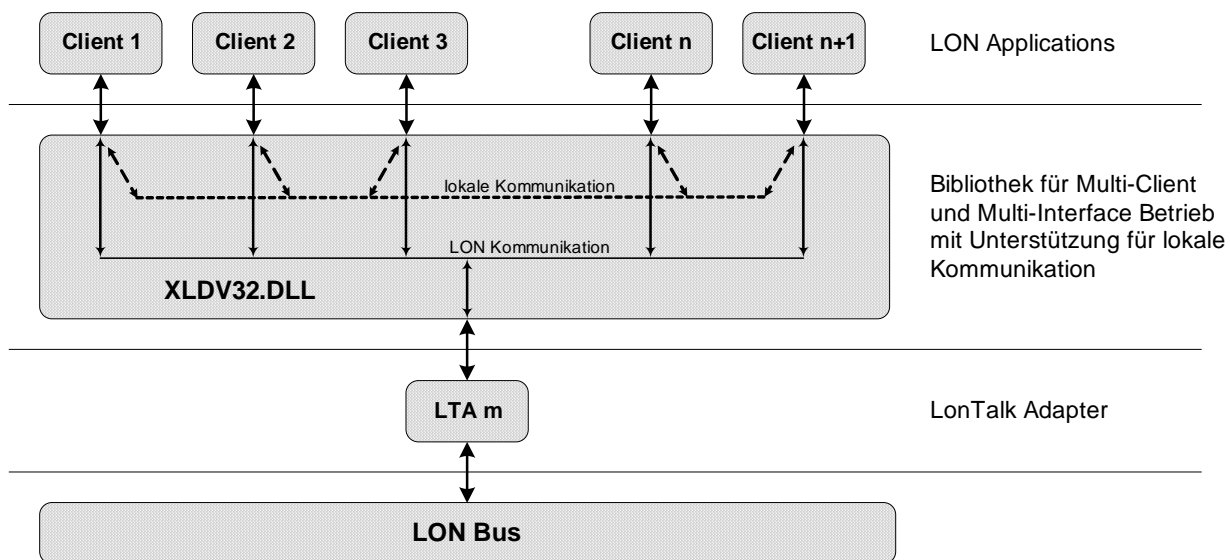 Client 1
Client 2
Client 3
Client n
Client n+1
LON Applications
lokale Kommunikation
LON Kommunikation
XLDV32.DLL
Bibliothek für Multi-Client
und Multi-Interface Betrieb
mit Unterstützung für lokale
Kommunikation
LTA m
LonTalk Adapter
LON Bus